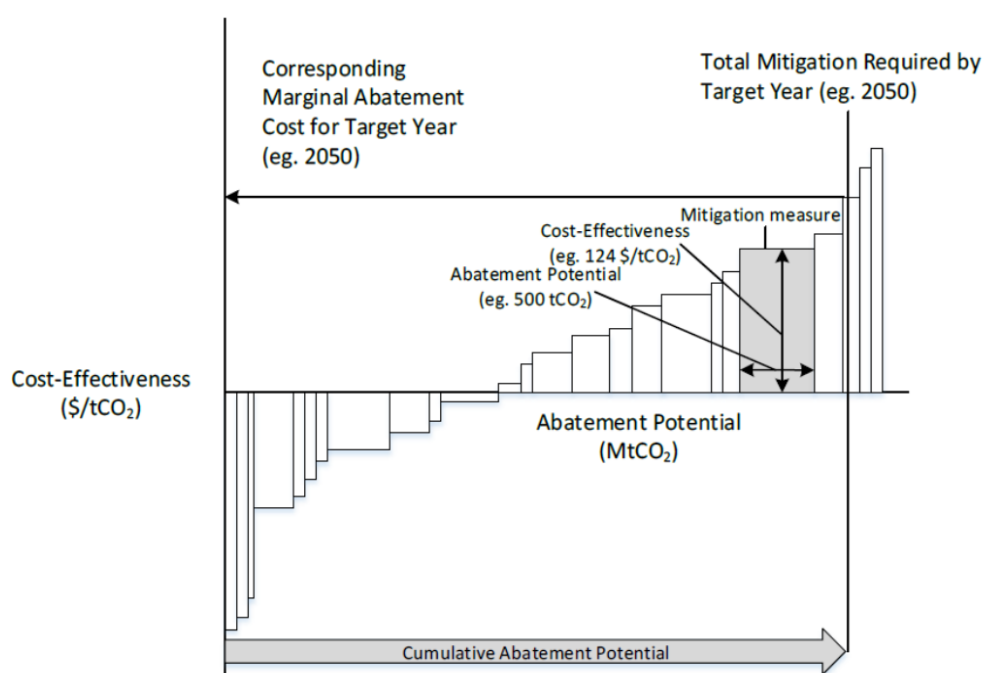 Corresponding
Marginal Abatement
Cost for Target Year
(eg. 2050)
Total Mitigation Required by
Target Year (eg. 2050)
Mitigation measure
Cost-Effectiveness
(eg. 124 $/tCO₂)
Abatement Potential
(eg. 500 tCO₂)
Cost-Effectiveness
($/tCO₂)
Abatement Potential
(MtCO₂)
Cumulative Abatement Potential